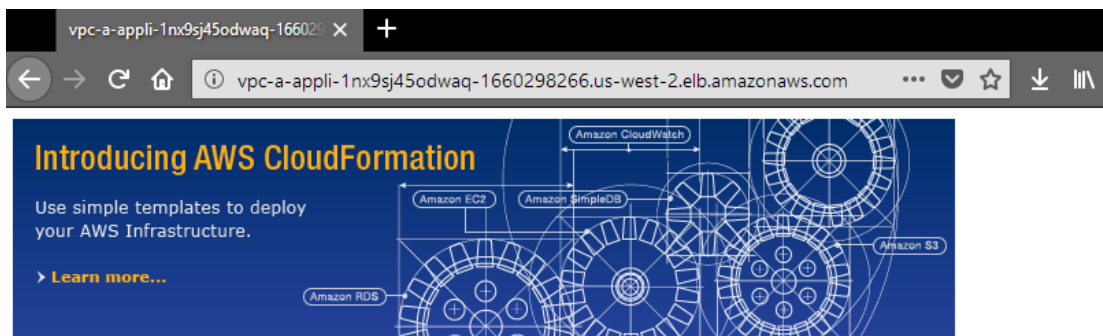 vpc-a-appli-1nx9sj45odwaq-166029
vpc-a-appli-1nx9sj45odwaq-1660298266.us-west-2.elb.amazonaws.com
Introducing AWS CloudFormation
Use simple templates to deploy
your AWS Infrastructure.
Learn more...
Amazon CloudWatch
Amazon EC2
Amazon SimpleDB
Amazon S3
Amazon RDS